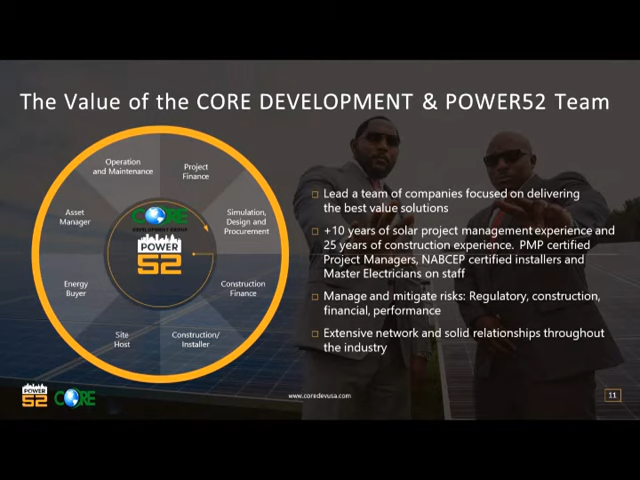 The Value of the CORE DEVELOPMENT & POWER52 Team
Operation
and Maintenance
Project
Finance
Asset
Manager
Simulation,
Design and
Procurement
CORE
DEVELOPMENT GROUP
POWER
52
Energy
Buyer
Construction
Finance
Site
Host
Construction/
Installer
□ Lead a team of companies focused on delivering
the best value solutions
□ +10 years of solar project management experience and
25 years of construction experience. PMP certified
Project Managers, NABCEP certified installers and
Master Electricians on staff
□ Manage and mitigate risks: Regulatory, construction,
financial, performance
□ Extensive network and solid relationships throughout
the industry
POWER
52
CORE
www.coredevusa.com
11